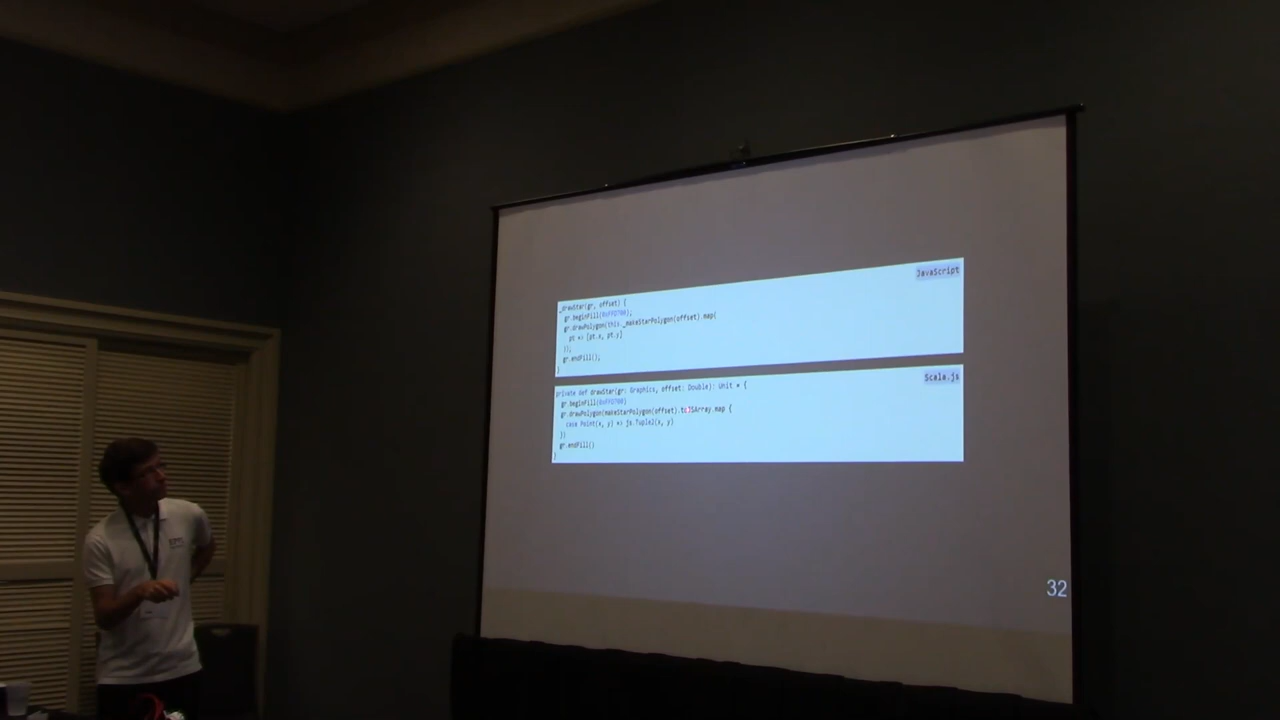 JavaScript
_drawStar(gr, offset) {
gr.beginFill(0xFFD700);
gr.drawPolygon(this._makeStarPolygon(offset).map(
pt => [pt.x, pt.y]
));
gr.endFill();
}
Scala.js
private def drawStar(gr: Graphics, offset: Double): Unit = {
gr.beginFill(0xFFD700)
gr.drawPolygon(makeStarPolygon(offset).toJSArray.map {
case Point(x, y) => js.Tuple2(x, y)
})
gr.endFill()
}
32